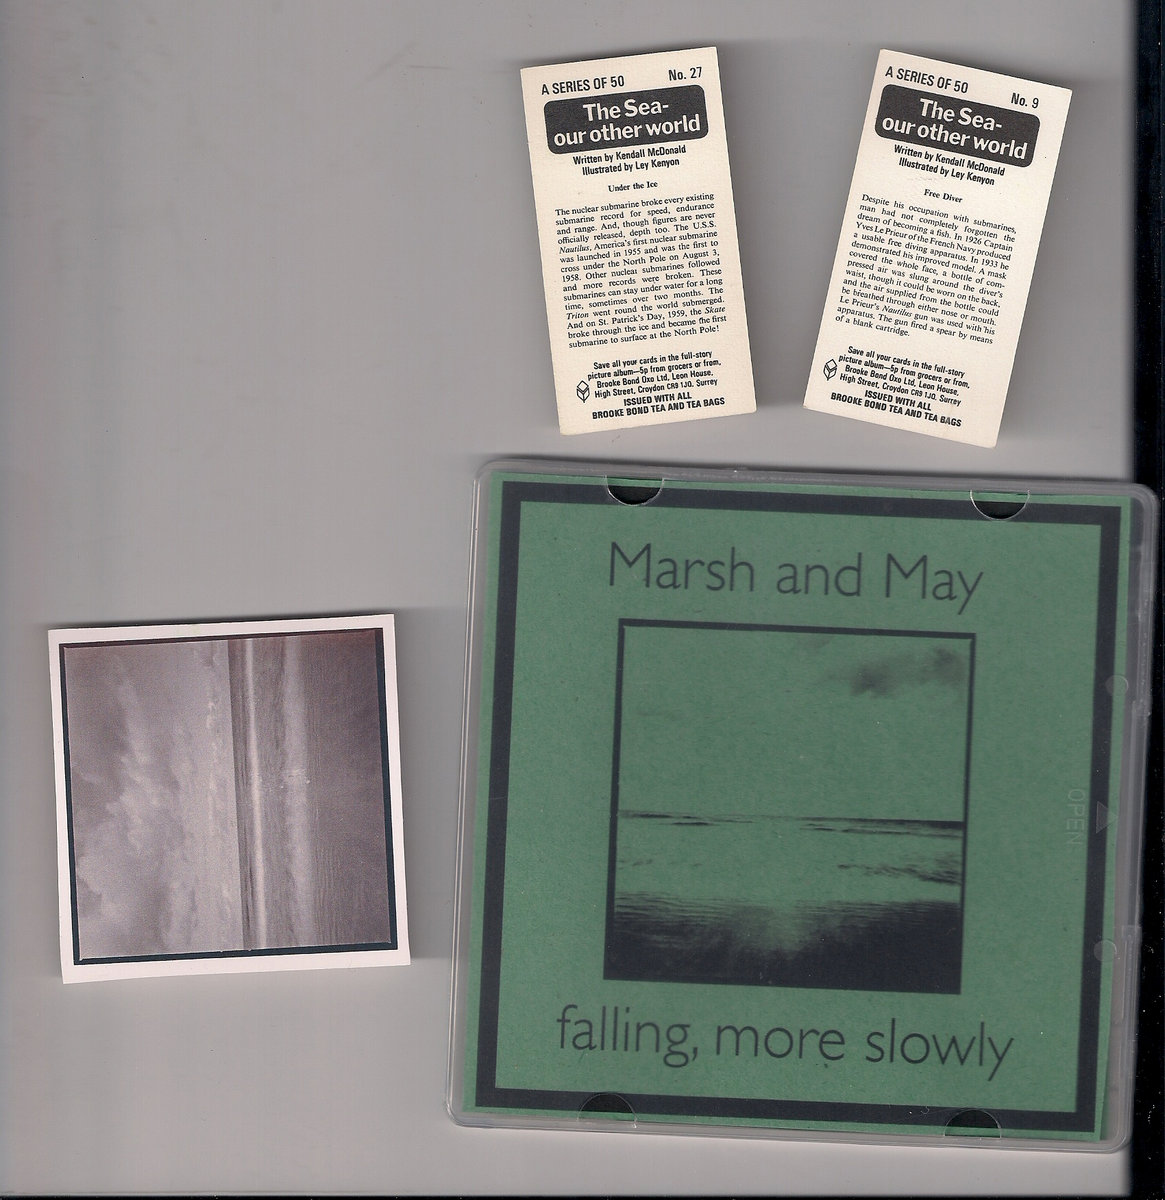 A SERIES OF 50 No. 27
The Sea-
our other world
Written by Kendall McDonald
Illustrated by Ley Kenyon
Under the Ice
The nuclear submarine broke every existing
submarine record for speed, endurance
and range. And, though figures are never
officially released, depth too. The U.S.S.
Nautilus, America's first nuclear submarine
was launched in 1955 and was the first to
cross under the North Pole on August 3,
1958. Other nuclear submarines followed
and more records were broken. These
submarines can stay under water for a long
time, sometimes over two months. The
Triton went round the world submerged.
And on St. Patrick's Day, 1959, the Skate
broke through the ice and became the first
submarine to surface at the North Pole!
Save all your cards in the full-story
picture album—5p from grocers or from,
Brooke Bond Oxo Ltd, Leon House,
High Street, Croydon CR9 1JQ, Surrey
ISSUED WITH ALL
BROOKE BOND TEA AND TEA BAGS
A SERIES OF 50 No. 9
The Sea-
our other world
Written by Kendall McDonald
Illustrated by Ley Kenyon
Free Diver
Despite his occupation with submarines,
man had not completely forgotten the
dream of becoming a fish. In 1926 Captain
Yves Le Prieur of the French Navy produced
a usable free diving apparatus. In 1933 he
demonstrated his improved model. A mask
covered the whole face, a bottle of com-
pressed air was slung around the diver's
waist, though it could be worn on the back,
and the air supplied from the bottle could
be breathed through either nose or mouth.
Le Prieur's Nautilus gun was used with his
apparatus. The gun fired a spear by means
of a blank cartridge.
Save all your cards in the full-story
picture album—5p from grocers or from,
Brooke Bond Oxo Ltd, Leon House,
High Street, Croydon CR9 1JQ, Surrey
ISSUED WITH ALL
BROOKE BOND TEA AND TEA BAGS
Marsh and May
OPEN
falling, more slowly